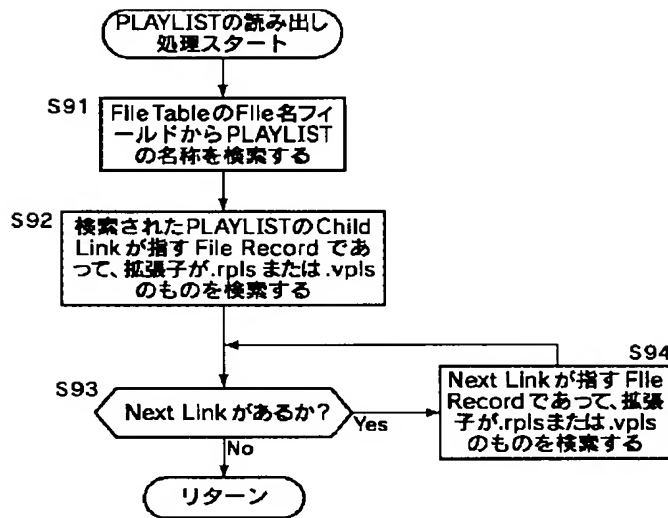 PLAYLISTの読み出し
処理スタート
S91
File TableのFile名フィ
ールドからPLAYLIST
の名称を検索する
S92
検索されたPLAYLISTのChild
Linkが指す File Record であ
って、拡張子が.rpls または .vpls
のものを検索する
S93
Next Link があるか?
Yes
No
S94
Next Linkが指す File
Recordであって、拡張
子が.rplsまたは.vpls
のものを検索する
リターン